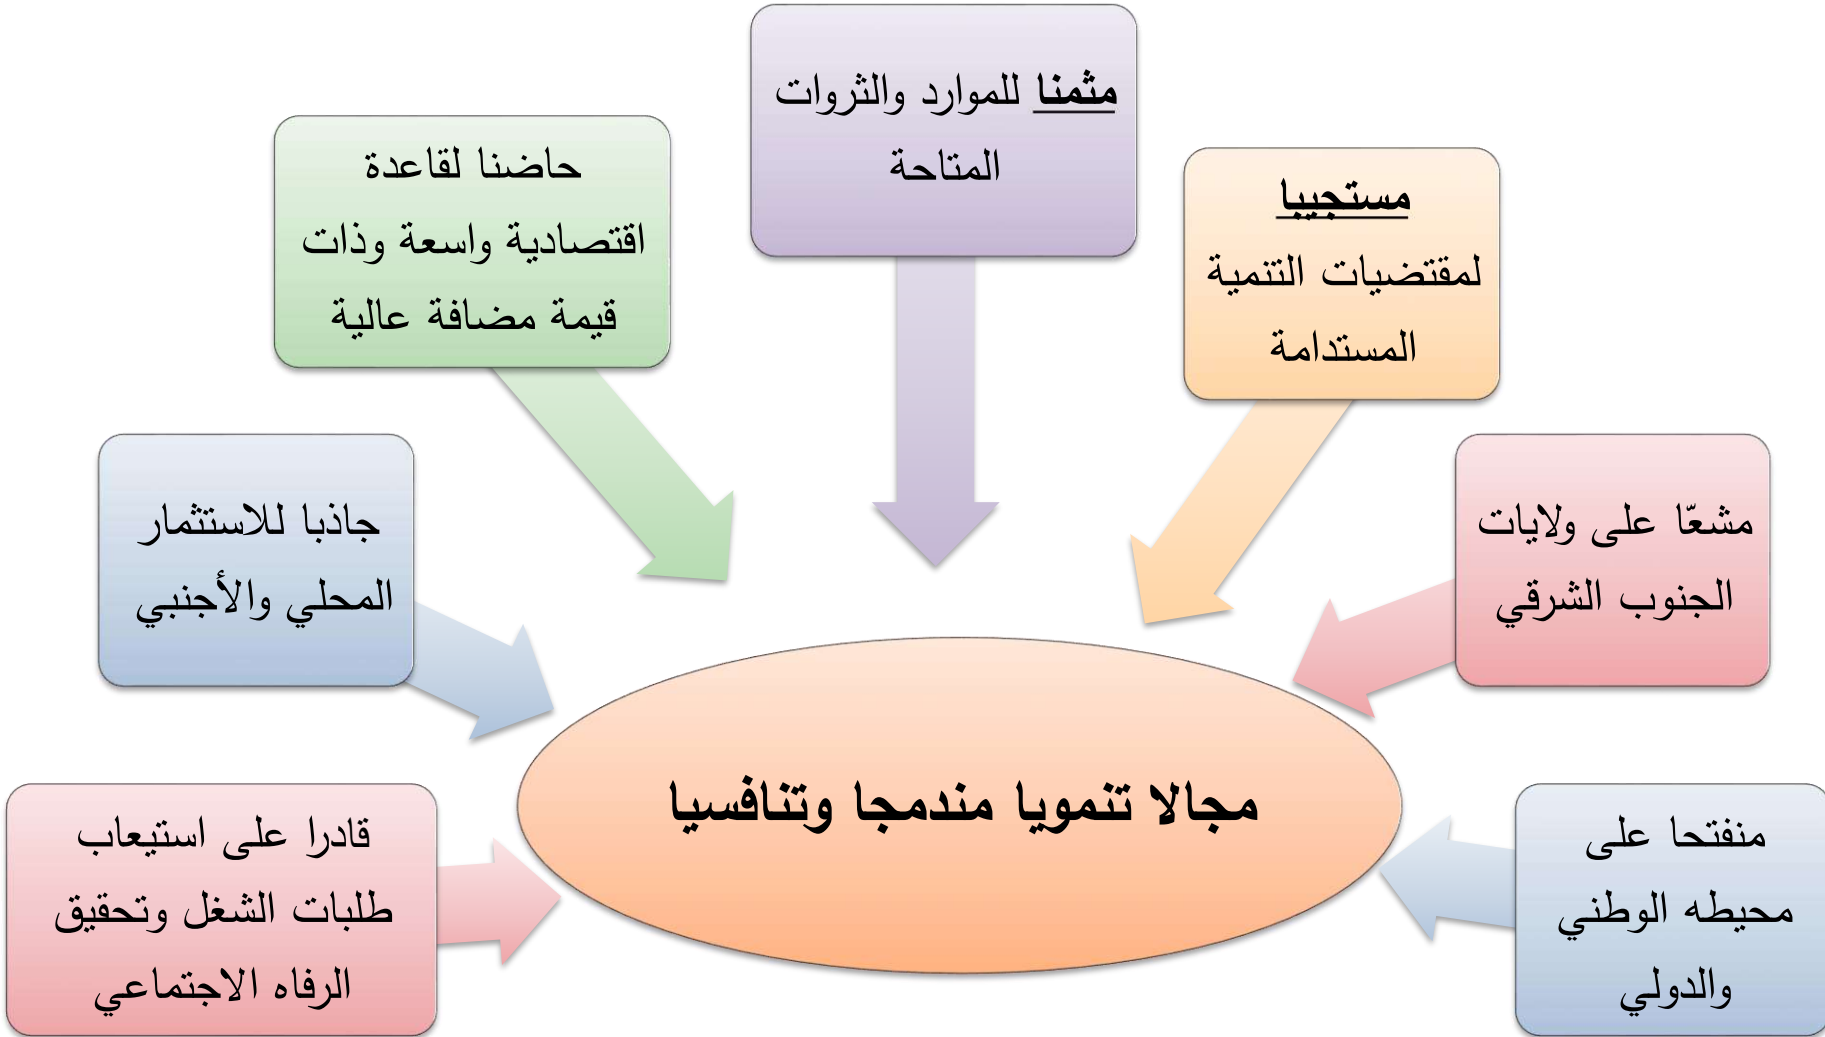 مثمنا للموارد والثروات
المتاحة
مستجيبا
لمقتضيات التنمية
المستدامة
حاضنا لقاعدة
اقتصادية واسعة وذات
قيمة مضافة عالية
مشعّا على ولايات
الجنوب الشرقي
جاذبا للاستثمار
المحلي والأجنبي
منفتحا على
محيطه الوطني
والدولي
مجالا تنمويا مندمجا وتنافسيا
قادرا على استيعاب
طلبات الشغل وتحقيق
الرفاه الاجتماعي